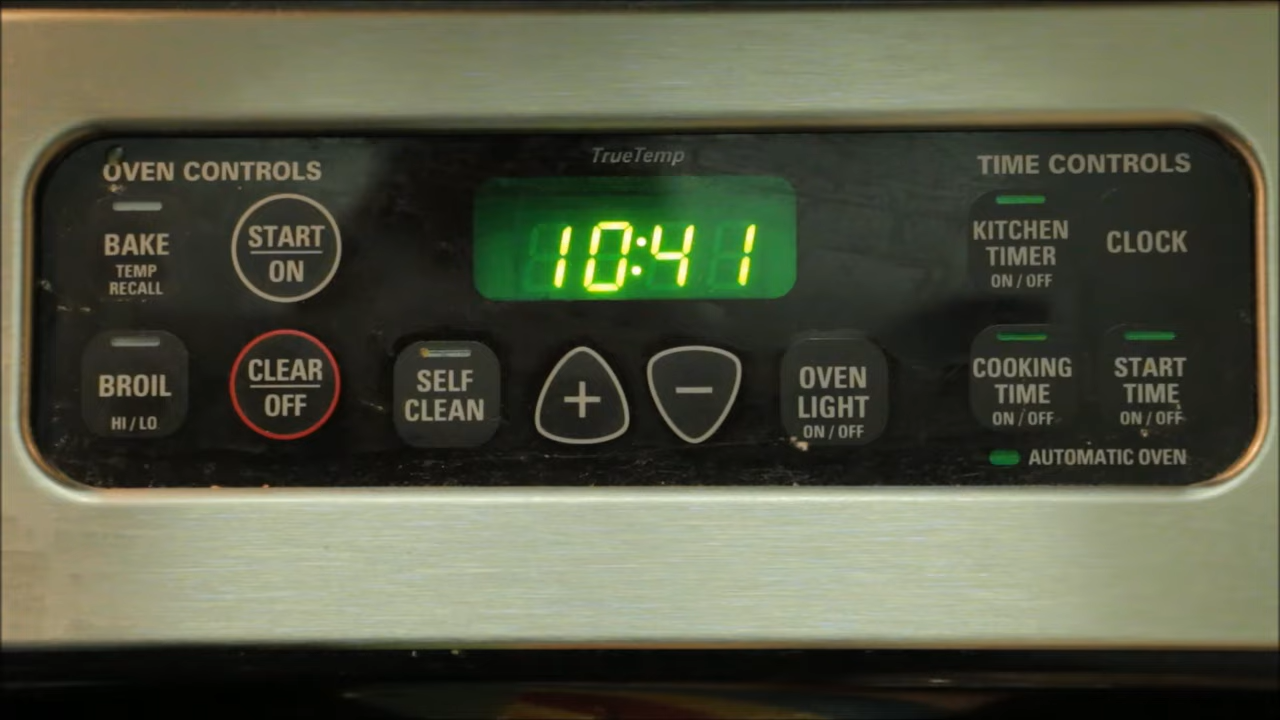 TrueTemp
OVEN CONTROLS
BAKE
TEMP
RECALL
START
ON
BROIL
HI / LO
CLEAR
OFF
SELF
CLEAN
10:41
+
−
OVEN
LIGHT
ON / OFF
TIME CONTROLS
KITCHEN
TIMER
ON / OFF
CLOCK
COOKING
TIME
ON / OFF
START
TIME
ON / OFF
AUTOMATIC OVEN